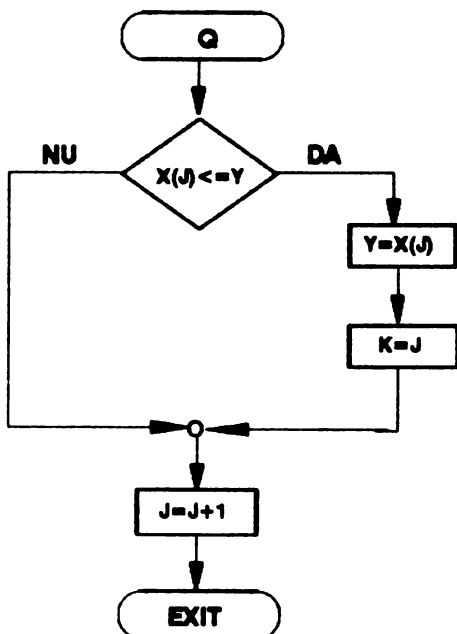 Q
NU
DA
X(J)<=Y
Y=X(J)
K=J
J=J+1
EXIT